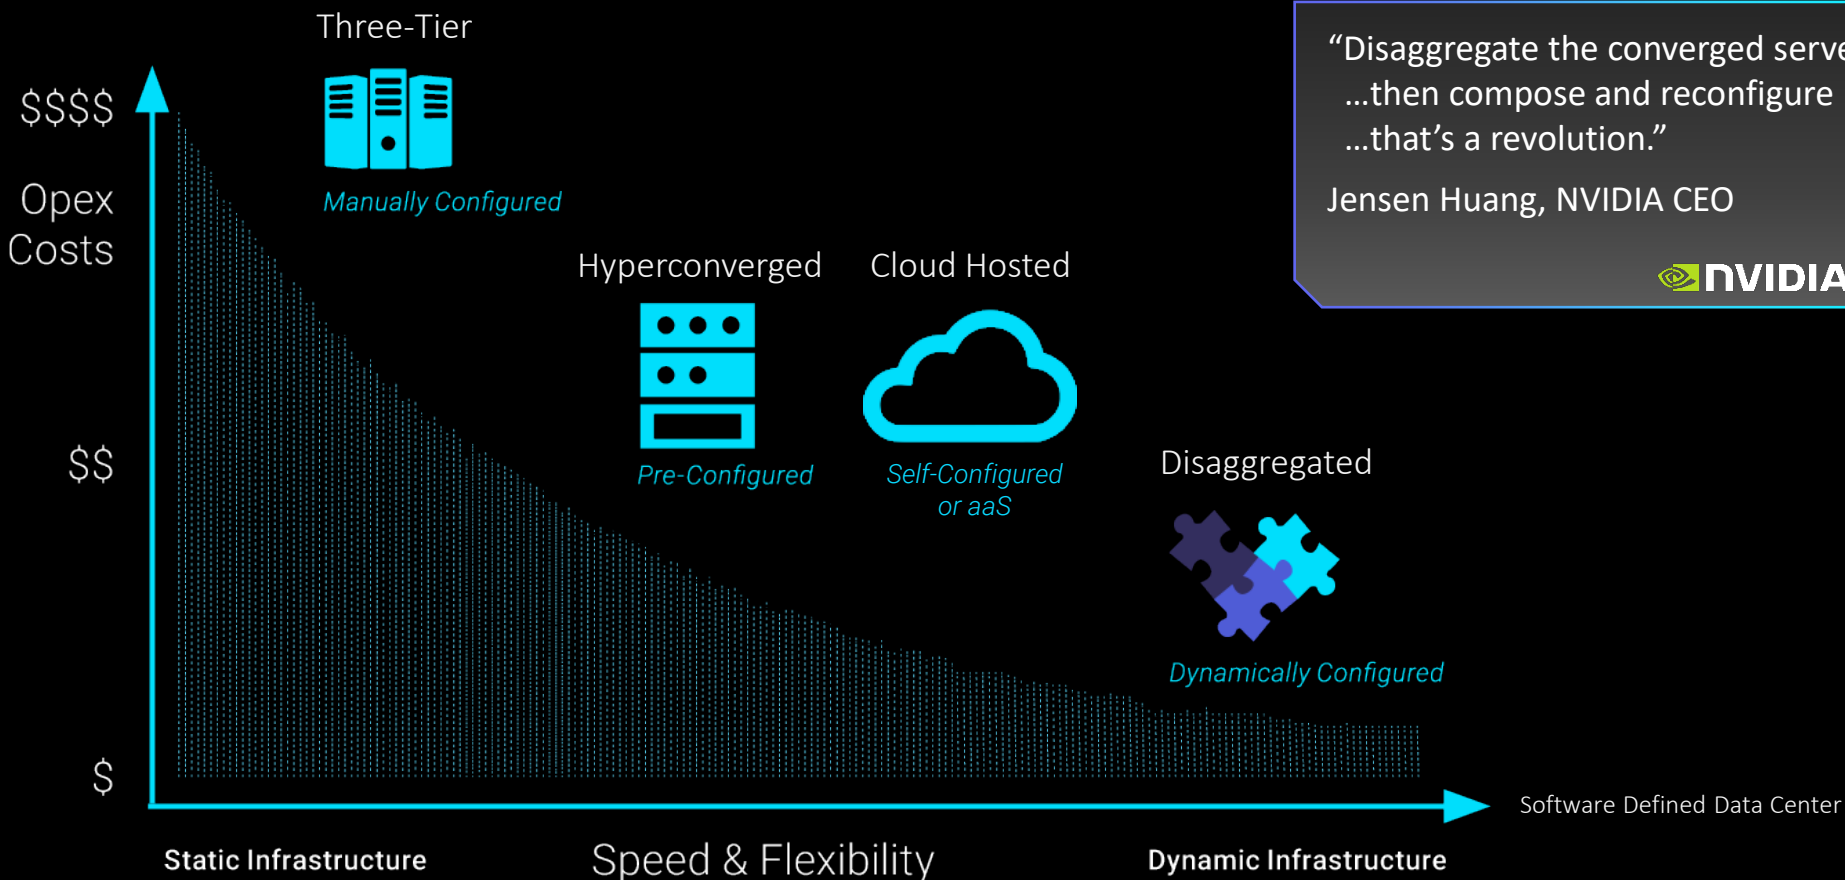 Three-Tier
$$$$
Opex
Costs
Manually Configured
"Disaggregate the converged serve
…then compose and reconfigure
…that's a revolution."
Jensen Huang, NVIDIA CEO
NVIDIA
Hyperconverged
Cloud Hosted
$$
Pre-Configured
Self-Configured
or aaS
Disaggregated
Dynamically Configured
$
Software Defined Data Center
Static Infrastructure
Speed & Flexibility
Dynamic Infrastructure